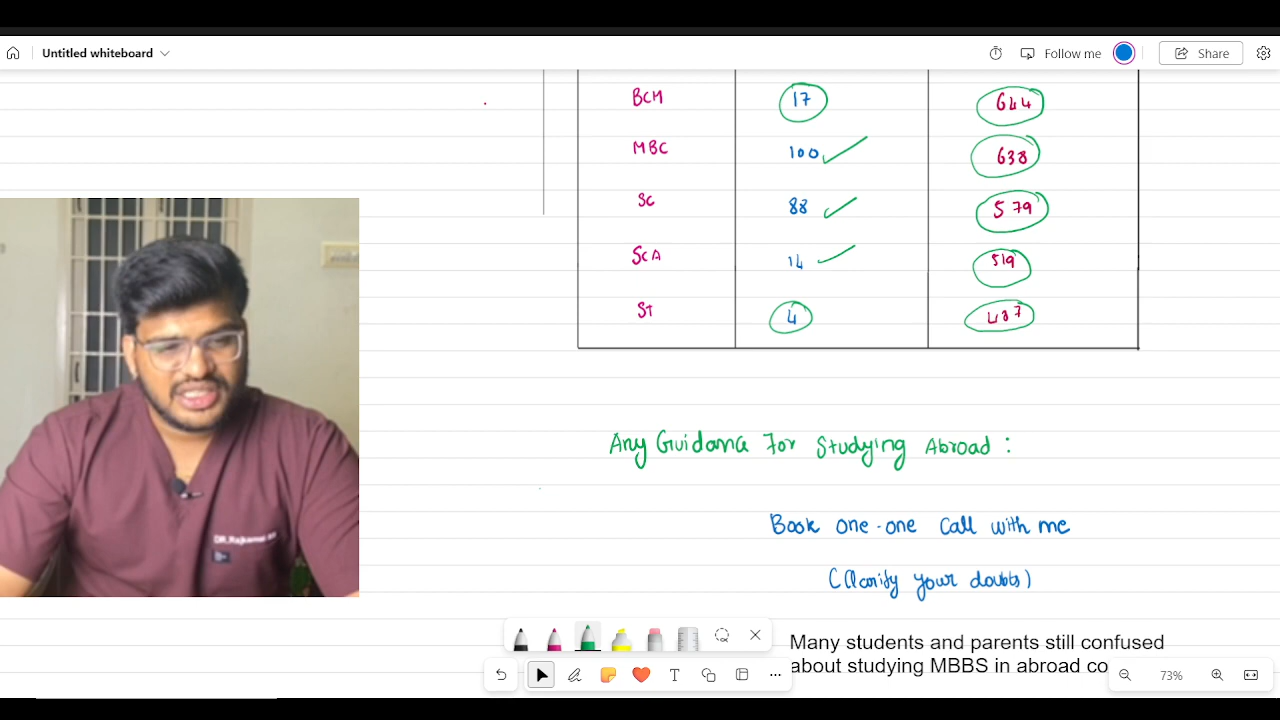 Untitled whiteboard Follow me Share
BCM 17 644
MBC 100 638
SC 88 579
SCA 14 519
ST 4 487
Any Guidance For Studying Abroad :
Book one-one call with me
(Clarify your doubts)
Many students and parents still confused
about studying MBBS in abroad co
T 73%